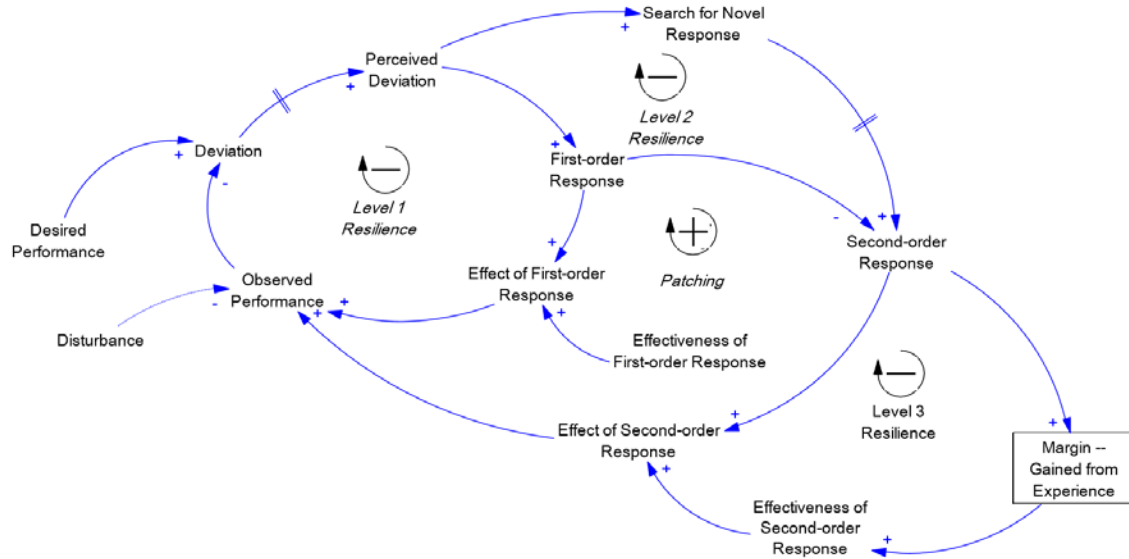 Search for Novel
Response
Perceived
Deviation
Level 2
Resilience
Deviation
First-order
Response
Level 1
Resilience
Desired
Performance
Second-order
Response
Patching
Effect of First-order
Response
Observed
Performance
Disturbance
Effectiveness of
First-order Response
Level 3
Resilience
Effect of Second-order
Response
Margin --
Gained from
Experience
Effectiveness of
Second-order
Response